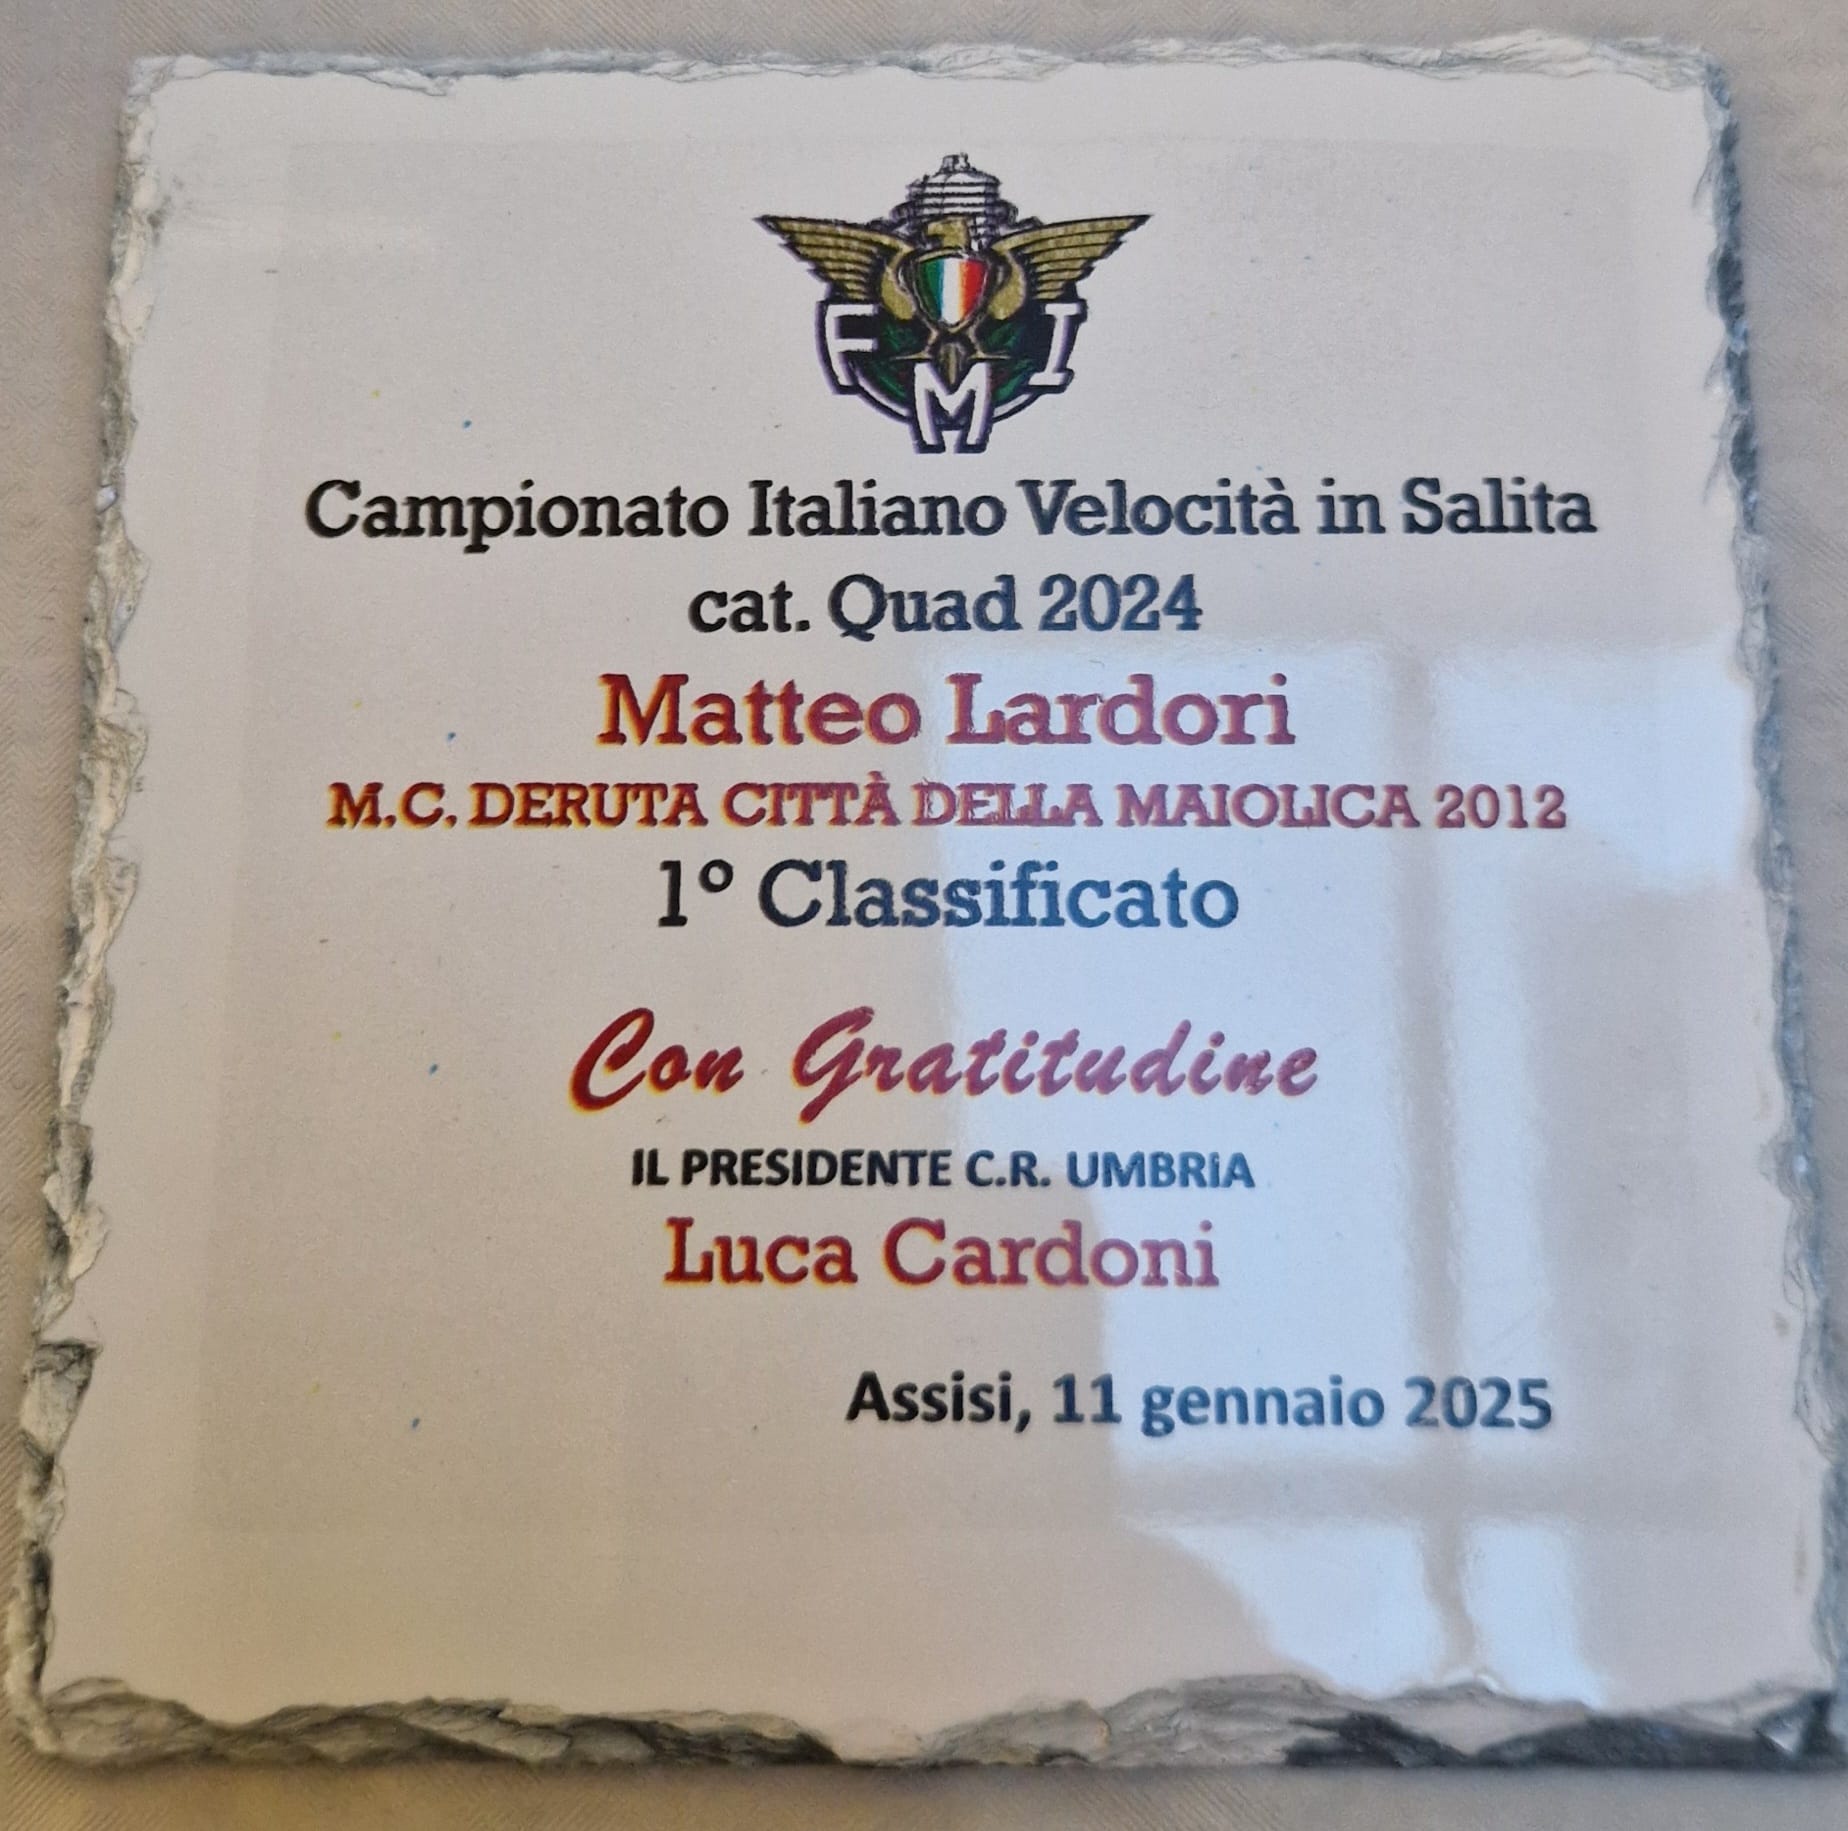 FMI
Campionato Italiano Velocità in Salita
cat. Quad 2024
Matteo Lardori
M.C. DERUTA CITTÀ DELLA MAIOLICA 2012
1° Classificato
Con Gratitudine
IL PRESIDENTE C.R. UMBRiA
Luca Cardoni
Assisi, 11 gennaio 2025